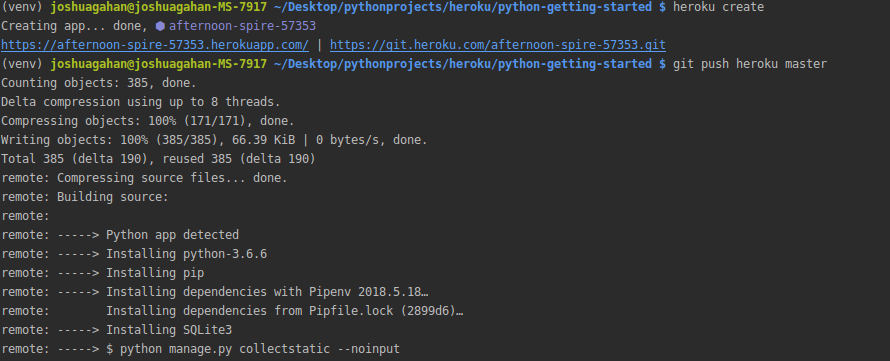 (venv) joshuagahan@joshuagahan-MS-7917 ~/Desktop/pythonprojects/heroku/python-getting-started $ heroku create
Creating app... done, ⬢ afternoon-spire-57353
https://afternoon-spire-57353.herokuapp.com/ | https://git.heroku.com/afternoon-spire-57353.git
(venv) joshuagahan@joshuagahan-MS-7917 ~/Desktop/pythonprojects/heroku/python-getting-started $ git push heroku master
Counting objects: 385, done.
Delta compression using up to 8 threads.
Compressing objects: 100% (171/171), done.
Writing objects: 100% (385/385), 66.39 KiB | 0 bytes/s, done.
Total 385 (delta 190), reused 385 (delta 190)
remote: Compressing source files... done.
remote: Building source:
remote:
remote: -----> Python app detected
remote: -----> Installing python-3.6.6
remote: -----> Installing pip
remote: -----> Installing dependencies with Pipenv 2018.5.18…
remote:        Installing dependencies from Pipfile.lock (2899d6)…
remote: -----> Installing SQLite3
remote: -----> $ python manage.py collectstatic --noinput